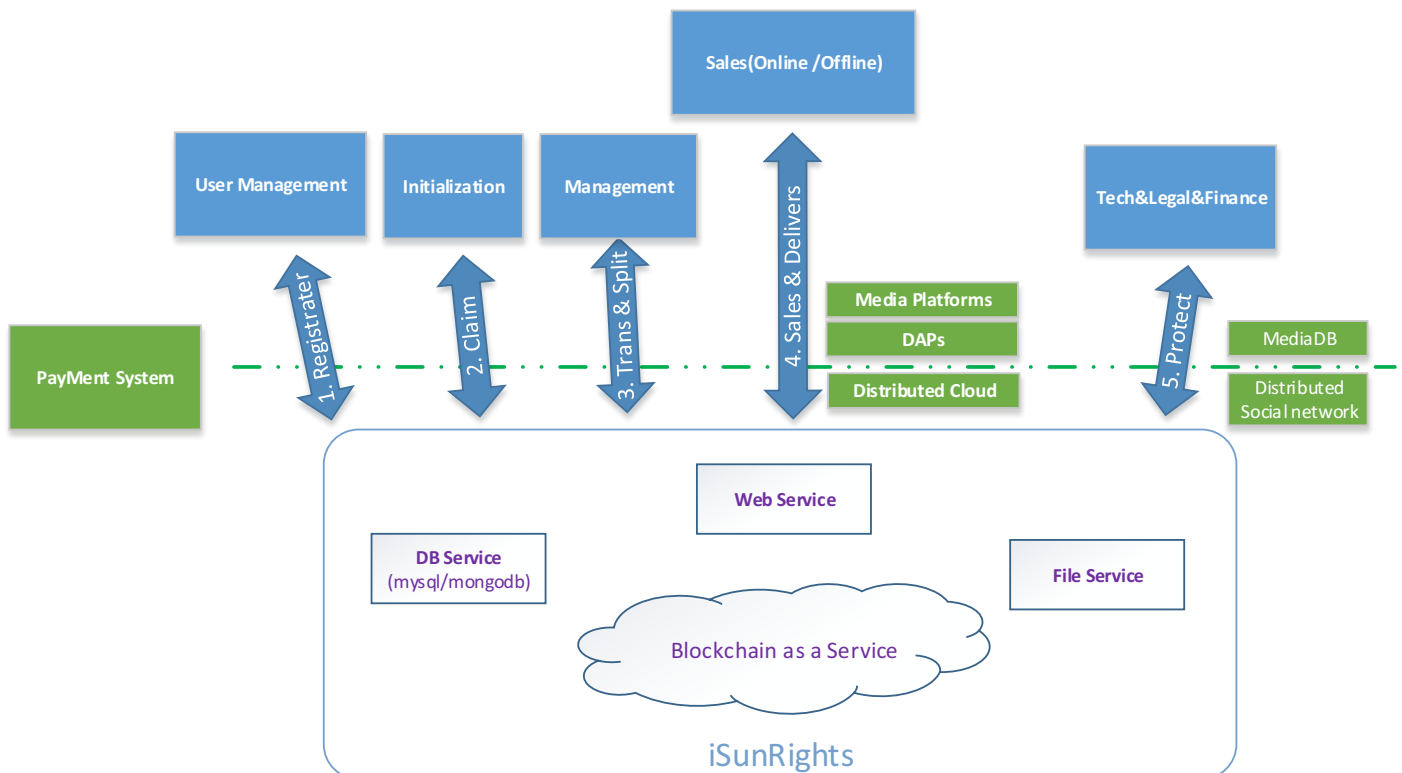 Sales(Online /Offline)
User Management
Initialization
Management
Tech&Legal&Finance
1. Registrater
2. Claim
3. Trans & Split
4. Sales & Delivers
5. Protect
Media Platforms
DAPs
Distributed Cloud
MediaDB
Distributed
Social network
PayMent System
Web Service
DB Service
(mysql/mongodb)
File Service
Blockchain as a Service
iSunRights